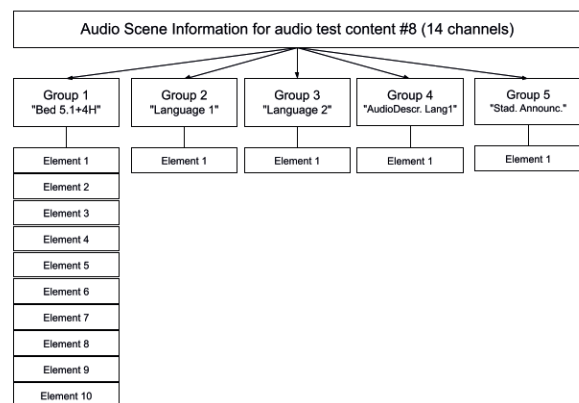 Audio Scene Information for audio test content #8 (14 channels)
Group 1
"Bed 5.1+4H"
Group 2
"Language 1"
Group 3
"Language 2"
Group 4
"AudioDescr. Lang1"
Group 5
"Stad. Announc."
Element 1
Element 1
Element 1
Element 1
Element 1
Element 2
Element 3
Element 4
Element 5
Element 6
Element 7
Element 8
Element 9
Element 10